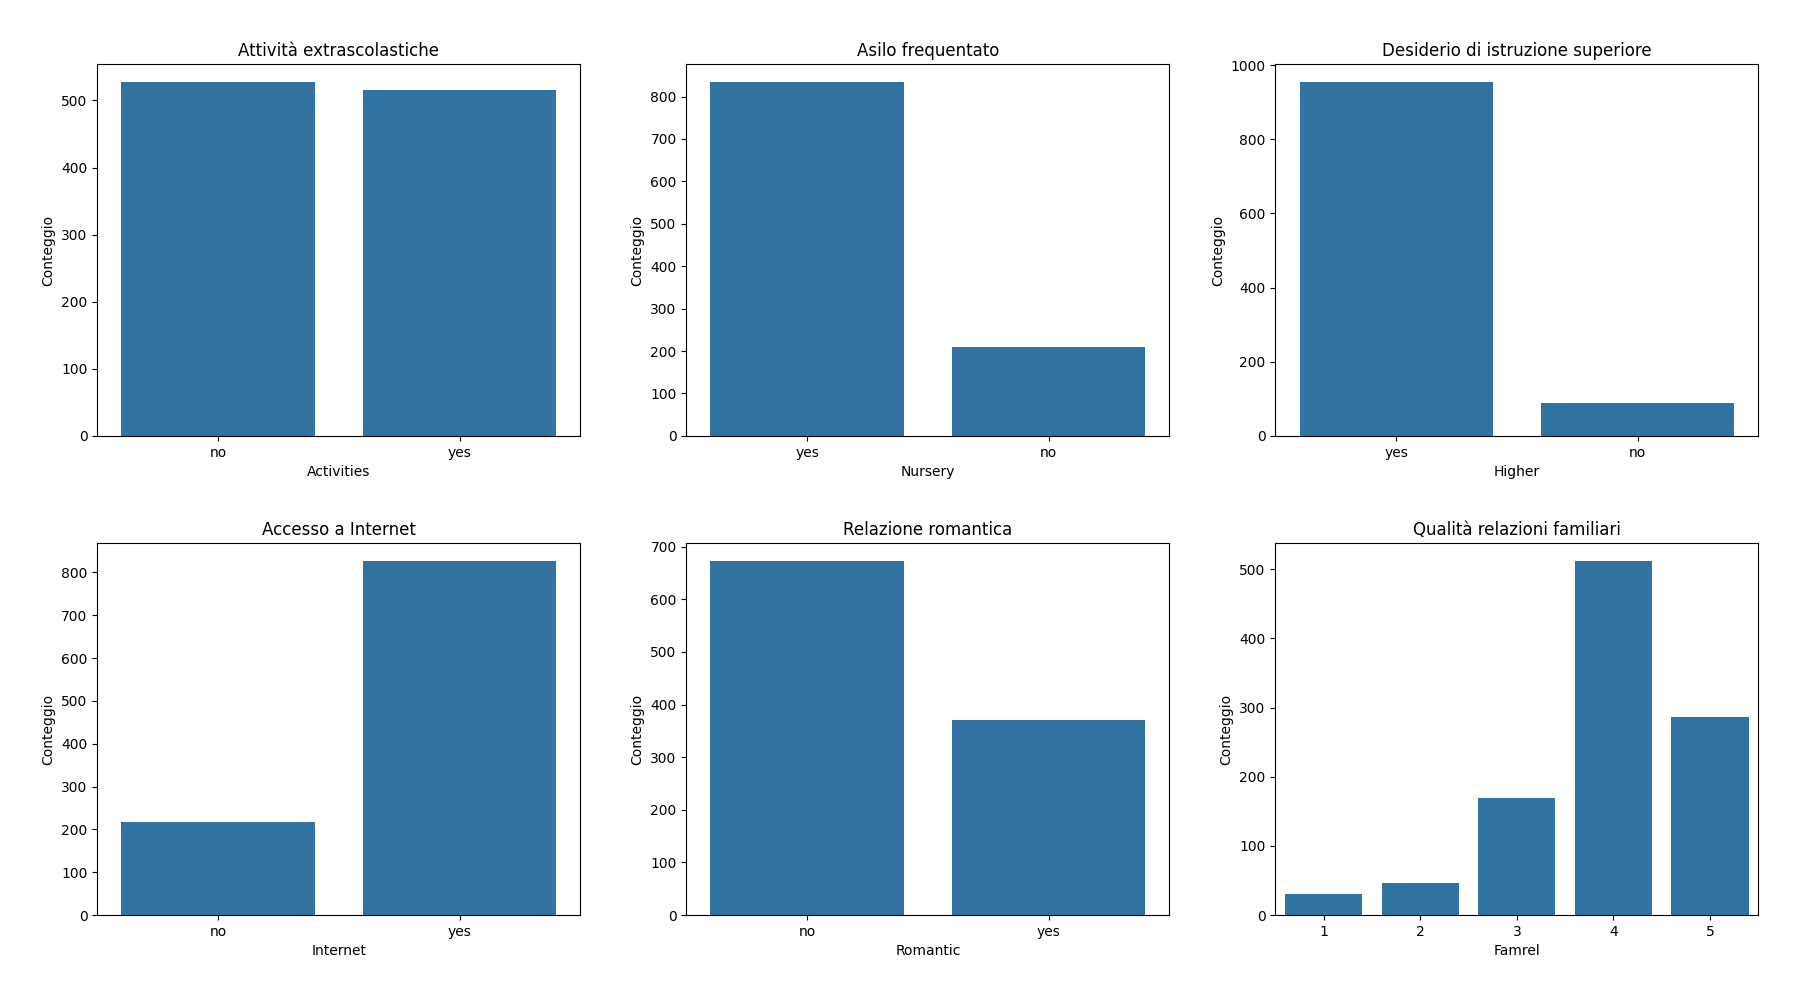 Attività extrascolastiche
Conteggio
500
400
300
200
100
0
no yes
Activities
Asilo frequentato
Conteggio
800
700
600
500
400
300
200
100
0
yes no
Nursery
Desiderio di istruzione superiore
Conteggio
1000
800
600
400
200
0
yes no
Higher
Accesso a Internet
Conteggio
800
700
600
500
400
300
200
100
0
no yes
Internet
Relazione romantica
Conteggio
700
600
500
400
300
200
100
0
no yes
Romantic
Qualità relazioni familiari
Conteggio
500
400
300
200
100
0
1 2 3 4 5
Famrel